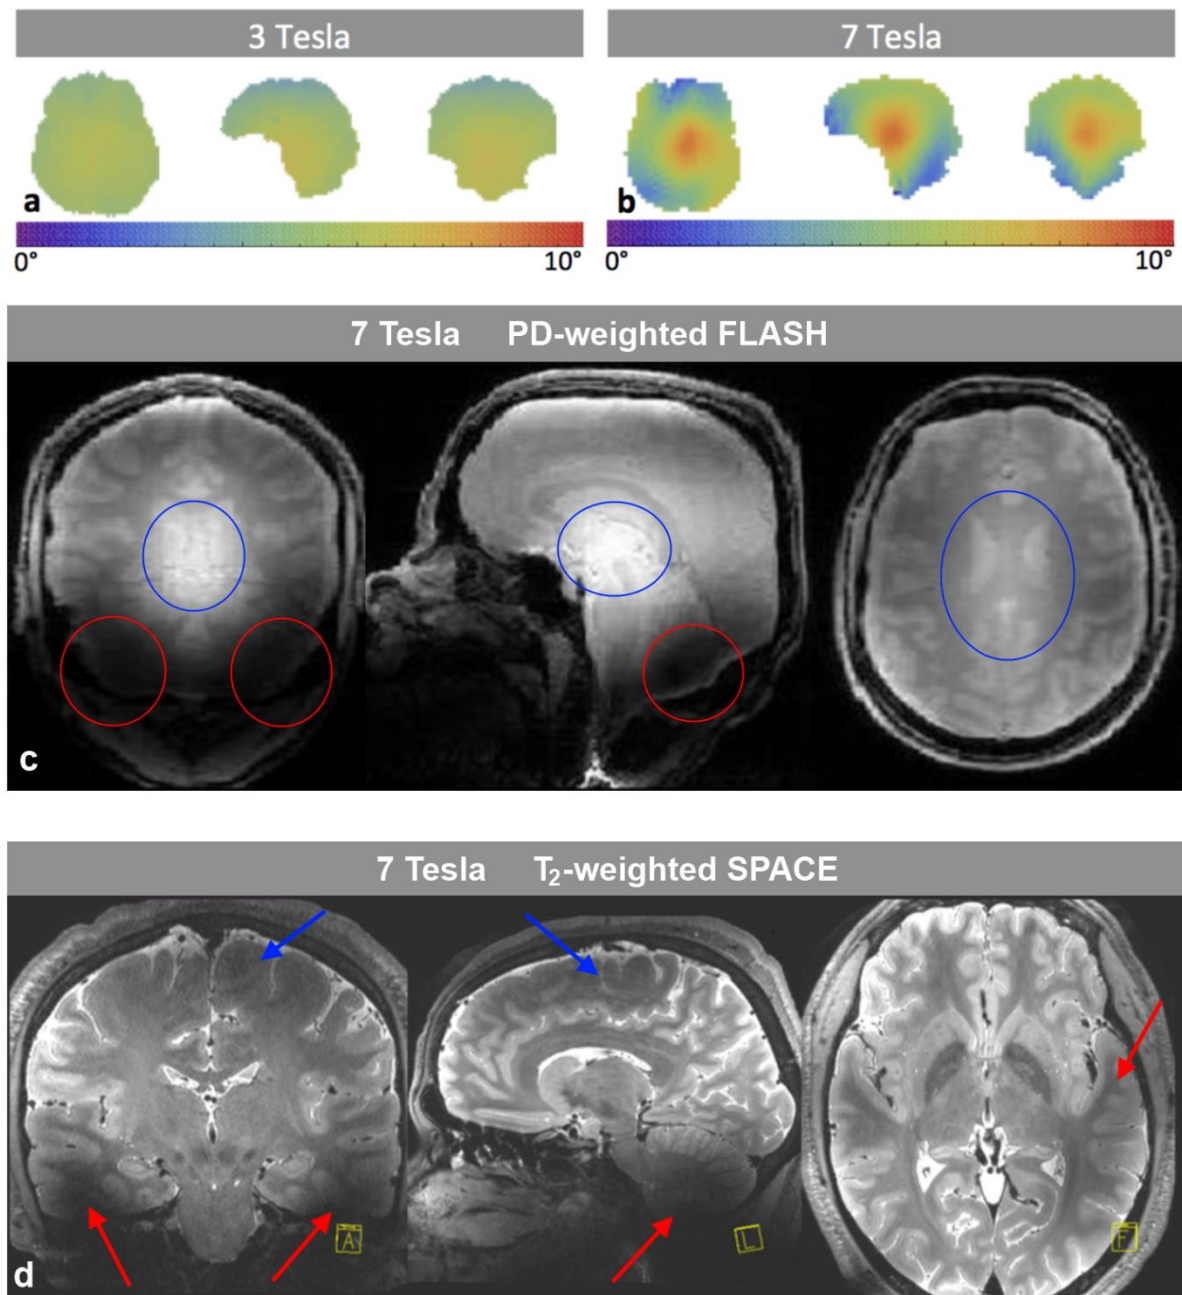 3 Tesla
7 Tesla
a
b
0° 10°
0° 10°
7 Tesla PD-weighted FLASH
c
7 Tesla T₂-weighted SPACE
A
L
F
d